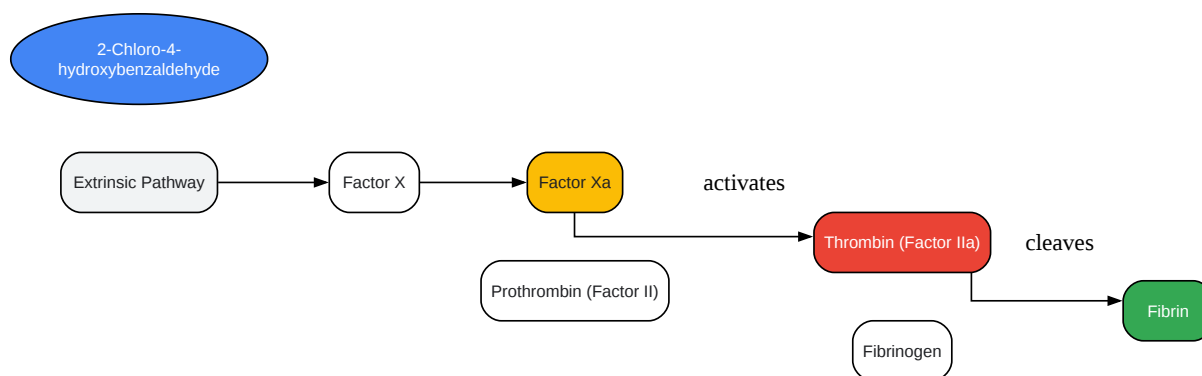 2-Chloro-4-
hydroxybenzaldehyde
Extrinsic Pathway
Factor X
Factor Xa
activates
Thrombin (Factor IIa)
cleaves
Prothrombin (Factor II)
Fibrin
Fibrinogen